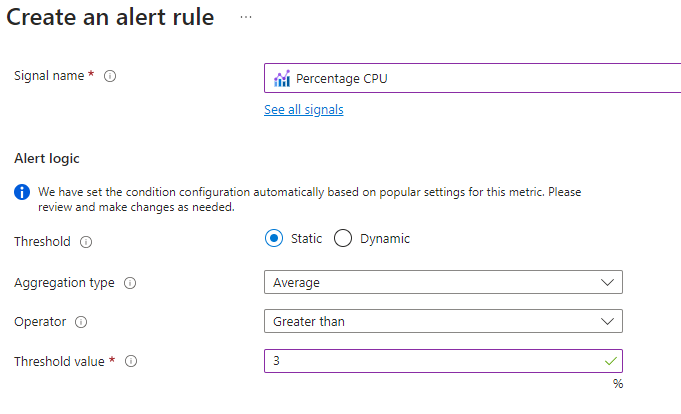 Create an alert rule ...
Signal name *
Percentage CPU
See all signals
Alert logic
We have set the condition configuration automatically based on popular settings for this metric. Please
review and make changes as needed.
Threshold Static Dynamic
Aggregation type Average
Operator Greater than
Threshold value * 3
%